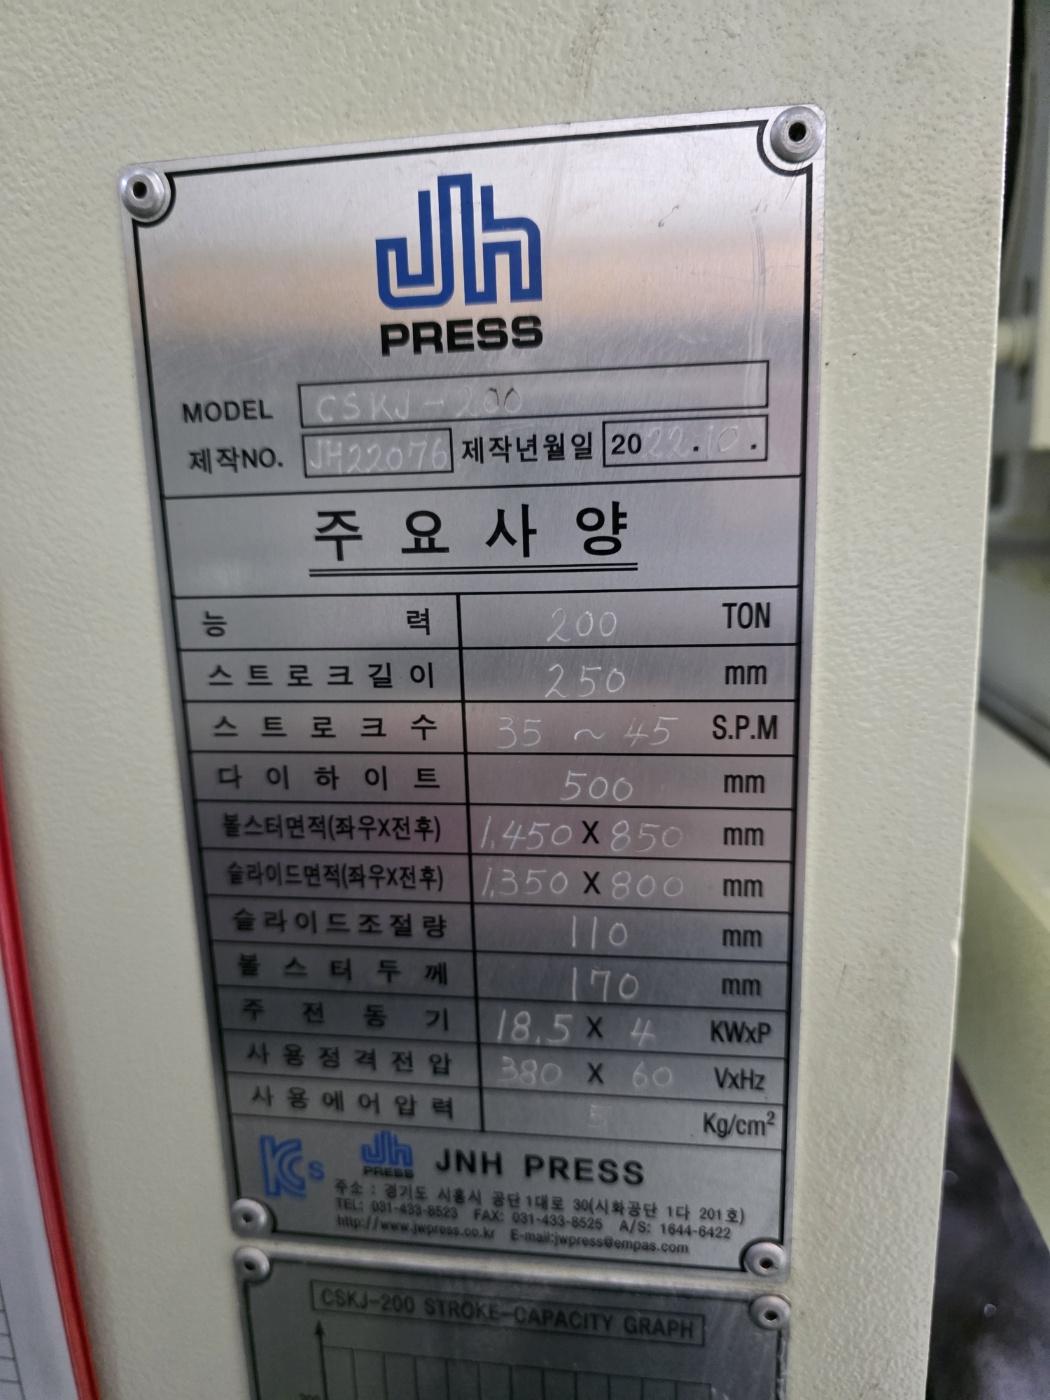 Jh
PRESS
MODEL CSKJ-200
제작NO. JH22076 제작년월일 2022.10.
주요사양
능력 200 TON
스트로크길이 250 mm
스트로크수 35 ~ 45 S.P.M
다이하이트 500 mm
볼스터면적(좌우X전후) 1,450 X 850 mm
슬라이드면적(좌우X전후) 1,350 X 800 mm
슬라이드조절량 110 mm
볼스터두께 170 mm
주전동기 18.5 X 4 KWxP
사용정격전압 380 X 60 VxHz
사용에어압력 5 Kg/cm²
KCs Jh PRESS JNH PRESS
주소 : 경기도 시흥시 공단1대로 30(시화공단 1다 201호)
TEL: 031-433-8523 FAX: 031-433-8525 A/S: 1644-6422
http://www.jwpress.co.kr E-mail:jwpress@empas.com
CSKJ-200 STROKE-CAPACITY GRAPH